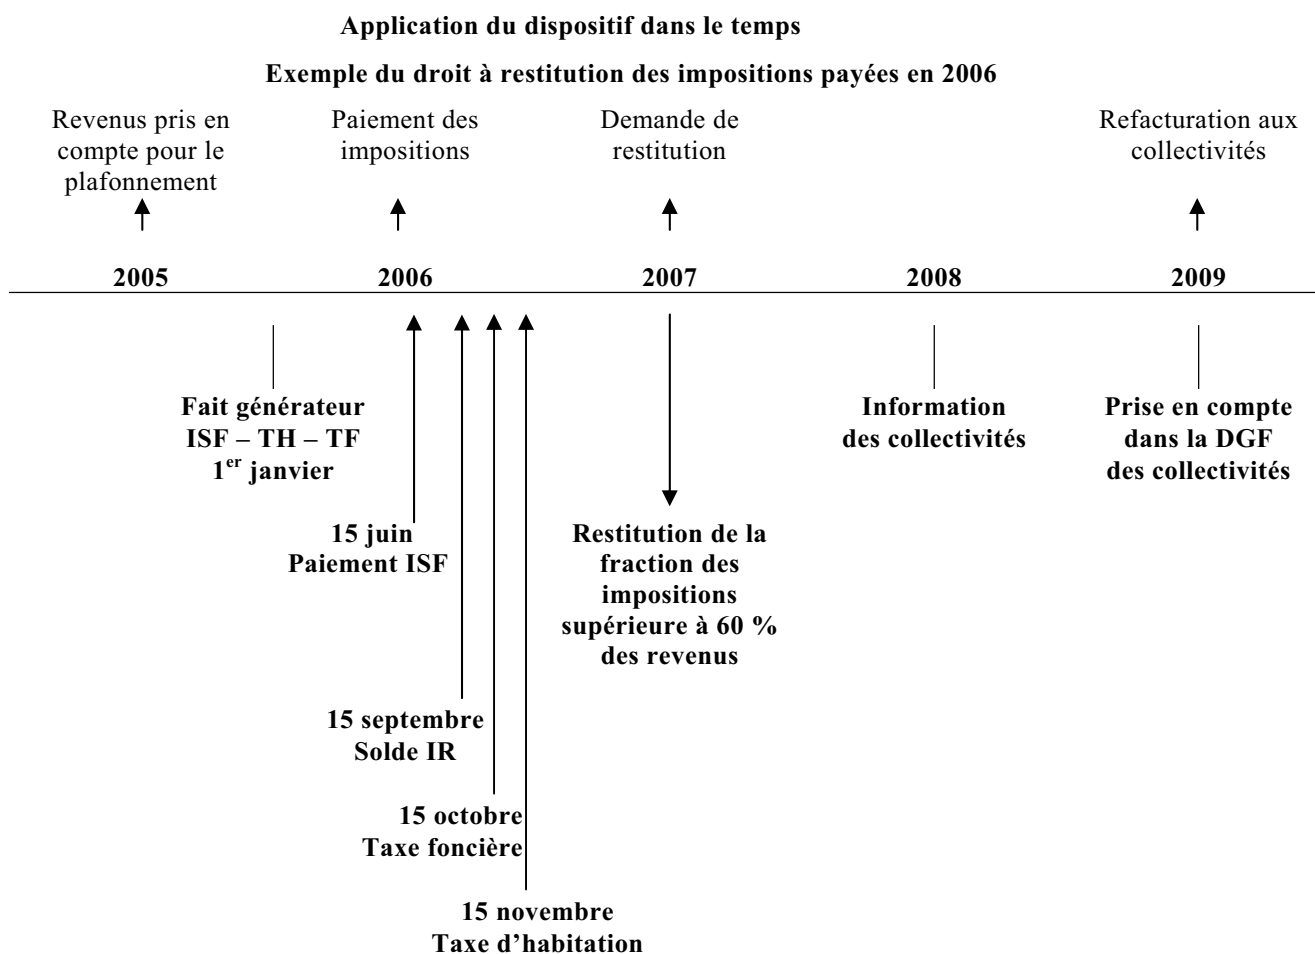 Application du dispositif dans le temps
Exemple du droit à restitution des impositions payées en 2006
Revenus pris en
compte pour le
plafonnement
Paiement des
impositions
Demande de
restitution
Refacturation aux
collectivités
2005
2006
2007
2008
2009
Fait générateur
ISF – TH – TF
1er janvier
Information
des collectivités
Prise en compte
dans la DGF
des collectivités
15 juin
Paiement ISF
Restitution de la
fraction des
impositions
supérieure à 60 %
des revenus
15 septembre
Solde IR
15 octobre
Taxe foncière
15 novembre
Taxe d’habitation